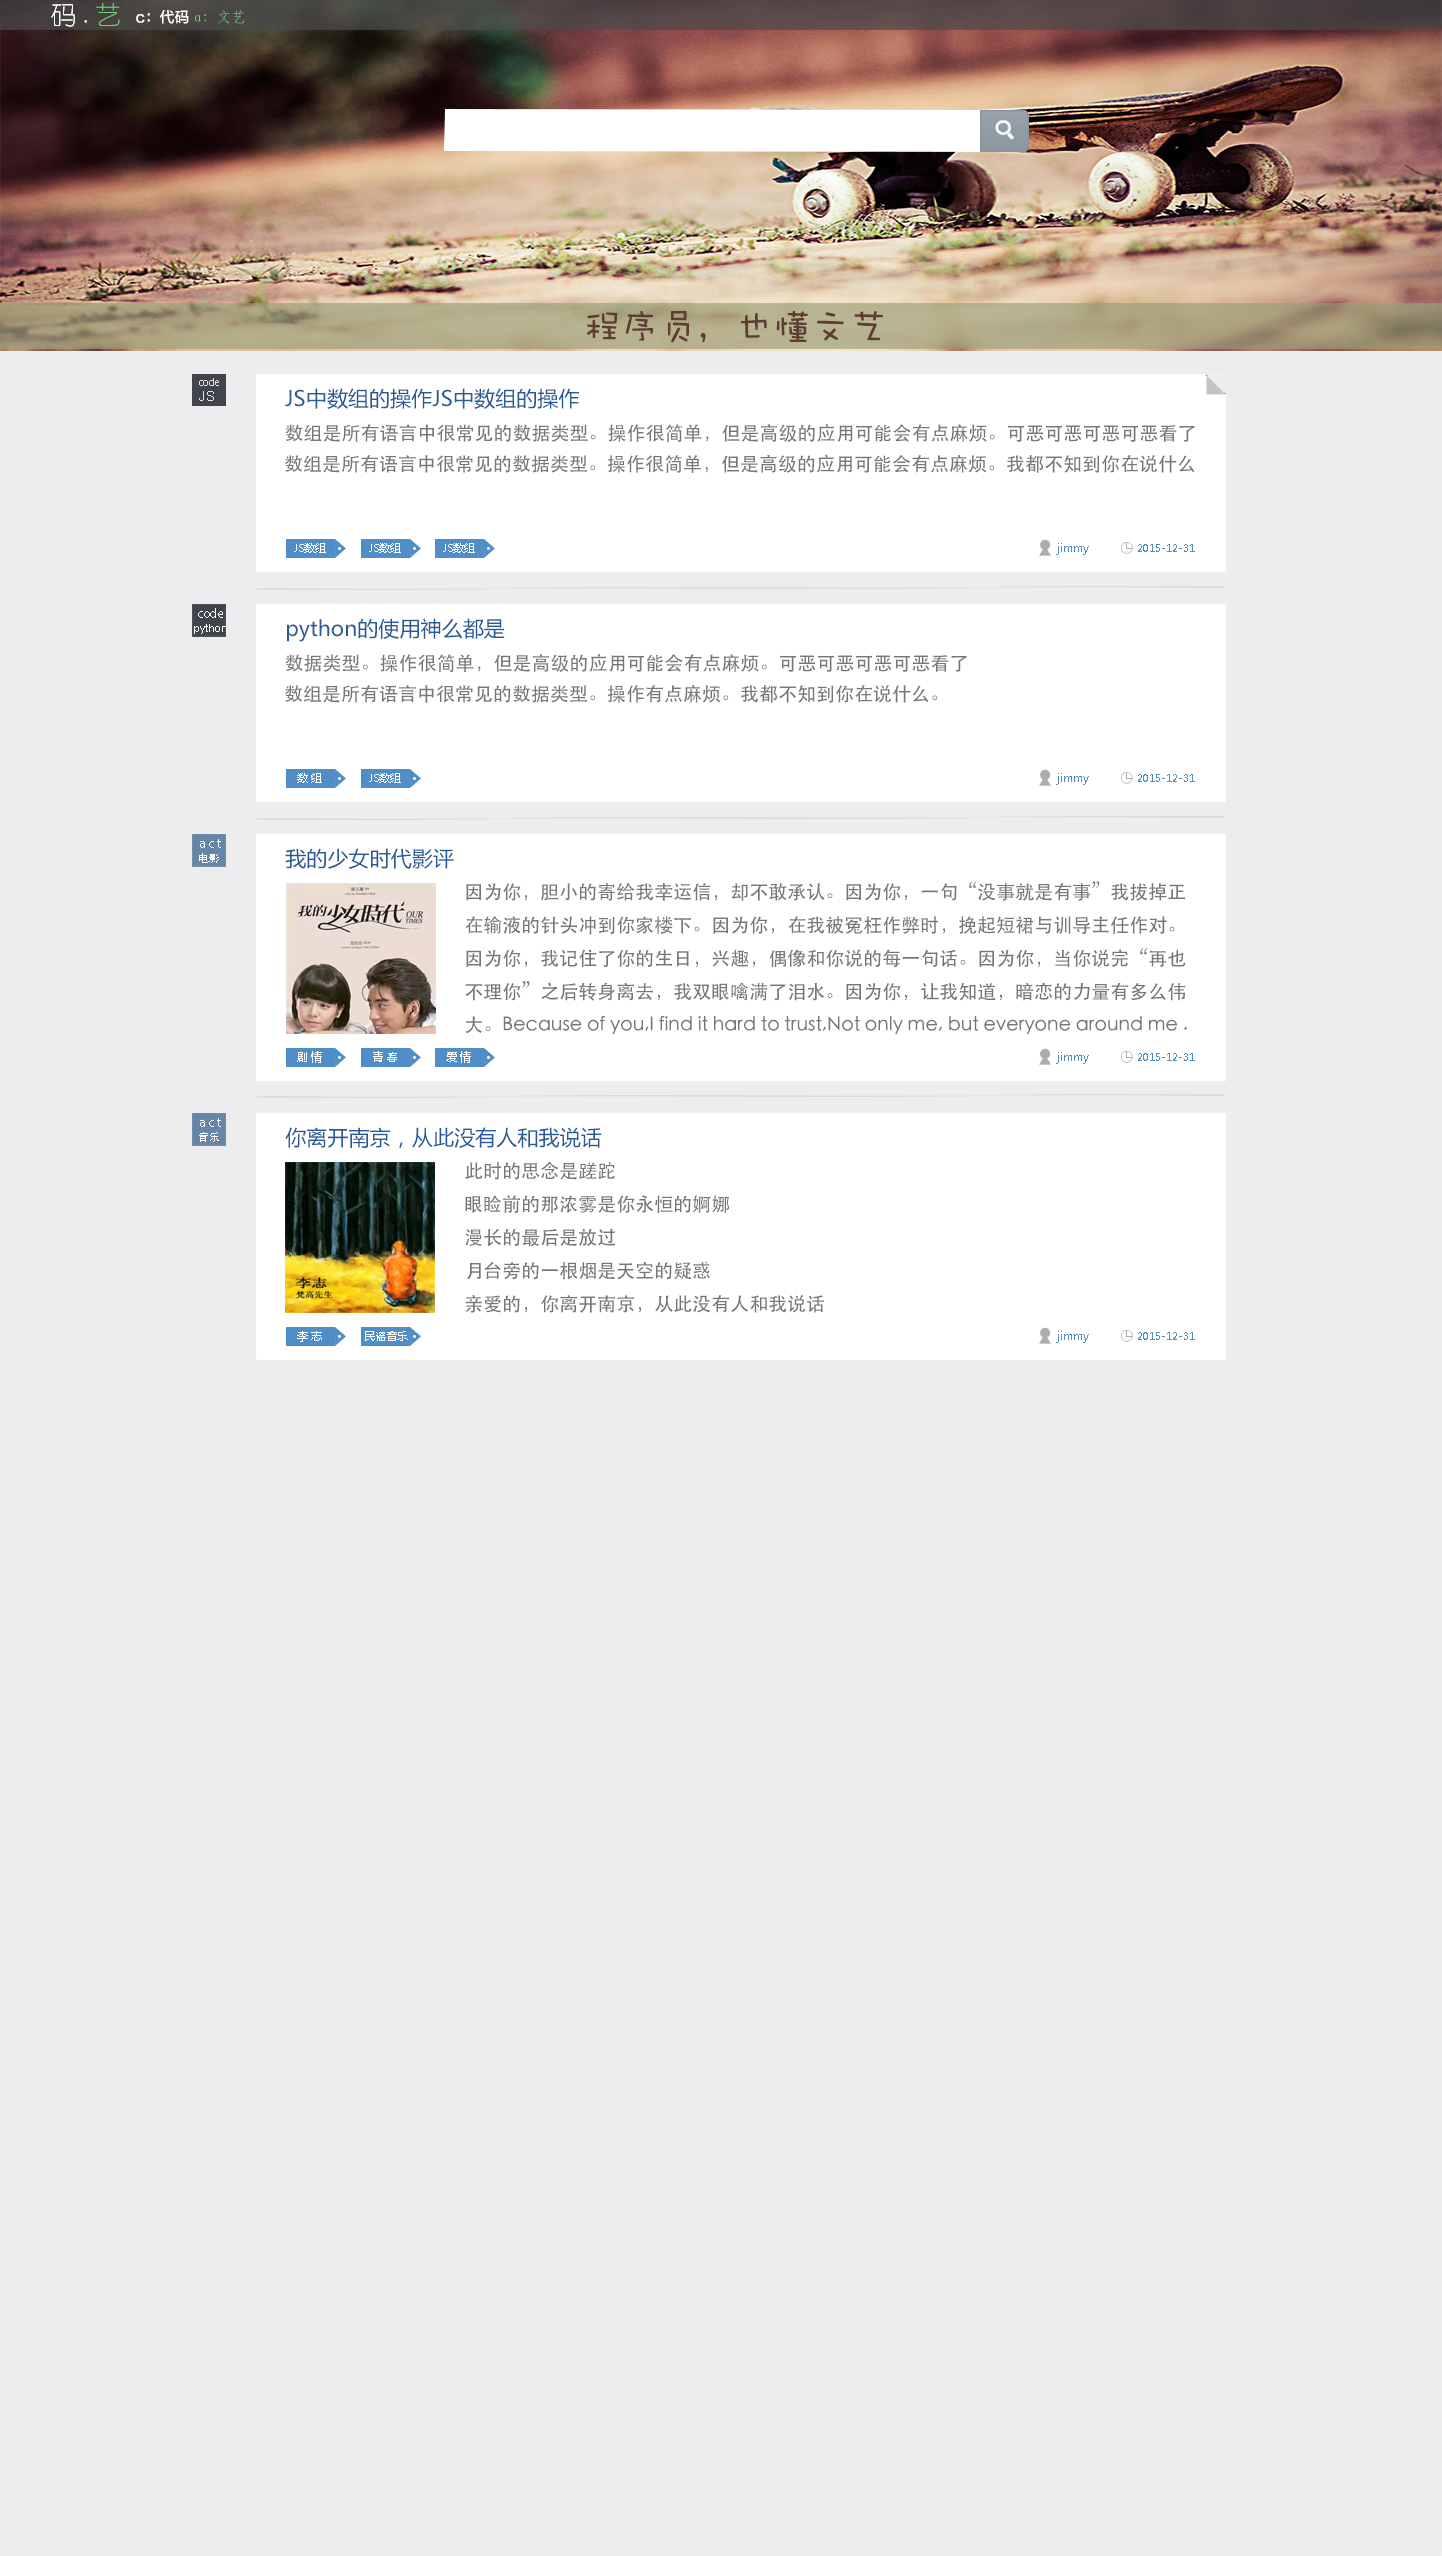 码 . 艺 c: 代码 a: 文艺
程序员，也懂文艺
code
JS
JS中数组的操作JS中数组的操作
数组是所有语言中很常见的数据类型。操作很简单，但是高级的应用可能会有点麻烦。可恶可恶可恶可恶看了
数组是所有语言中很常见的数据类型。操作很简单，但是高级的应用可能会有点麻烦。我都不知到你在说什么
JS数组 JS数组 JS数组 jimmy 2015-12-31
code
python
python的使用神么都是
数据类型。操作很简单，但是高级的应用可能会有点麻烦。可恶可恶可恶可恶看了
数组是所有语言中很常见的数据类型。操作有点麻烦。我都不知到你在说什么。
数组 JS数组 jimmy 2015-12-31
act
电影
我的少女时代影评
我的少女時代 OUR TIMES
因为你，胆小的寄给我幸运信，却不敢承认。因为你，一句“没事就是有事”我拔掉正
在输液的针头冲到你家楼下。因为你，在我被冤枉作弊时，挽起短裙与训导主任作对。
因为你，我记住了你的生日，兴趣，偶像和你说的每一句话。因为你，当你说完“再也
不理你”之后转身离去，我双眼噙满了泪水。因为你，让我知道，暗恋的力量有多么伟
大。Because of you,I find it hard to trust,Not only me, but everyone around me .
剧情 青春 爱情 jimmy 2015-12-31
act
音乐
你离开南京，从此没有人和我说话
李志
梵高先生
此时的思念是蹉跎
眼睑前的那浓雾是你永恒的婀娜
漫长的最后是放过
月台旁的一根烟是天空的疑惑
亲爱的，你离开南京，从此没有人和我说话
李志 民谣音乐 jimmy 2015-12-31